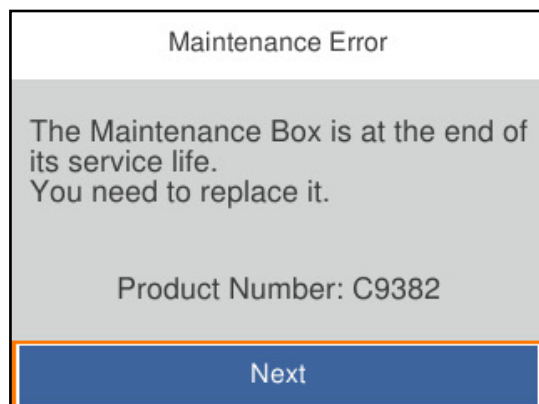 Maintenance Error
The Maintenance Box is at the end of
its service life.
You need to replace it.
Product Number: C9382
Next